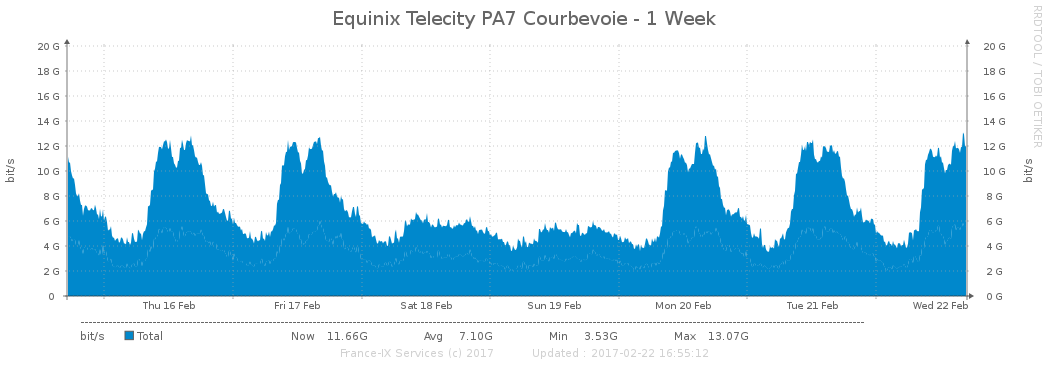 Equinix Telecity PA7 Courbevoie - 1 Week
RRDTOOL / TOBI OETIKER
bit/s
20 G 20 G
18 G 18 G
16 G 16 G
14 G 14 G
12 G 12 G
10 G 10 G
8 G 8 G
6 G 6 G
4 G 4 G
2 G 2 G
0 0 G
bit/s
Thu 16 Feb Fri 17 Feb Sat 18 Feb Sun 19 Feb Mon 20 Feb Tue 21 Feb Wed 22 Feb
bit/s Total Now 11.66G Avg 7.10G Min 3.53G Max 13.07G
France-IX Services (c) 2017 Updated : 2017-02-22 16:55:12